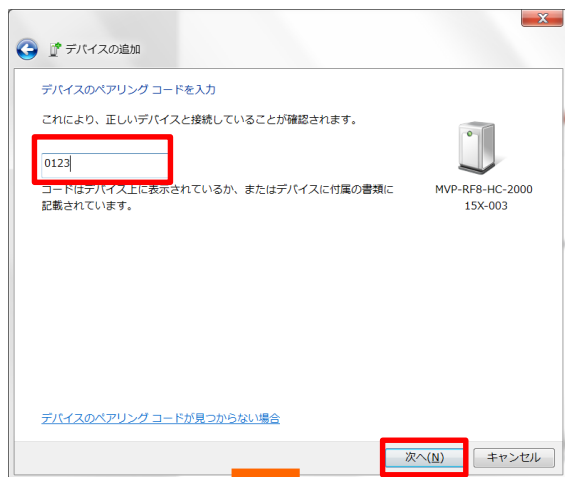 デバイスの追加
デバイスのペアリング コードを入力
これにより、正しいデバイスと接続していることが確認されます。
0123
コードはデバイス上に表示されているか、またはデバイスに付属の書類に
記載されています。
MVP-RF8-HC-2000
15X-003
デバイスのペアリング コードが見つからない場合
次へ(N)
キャンセル